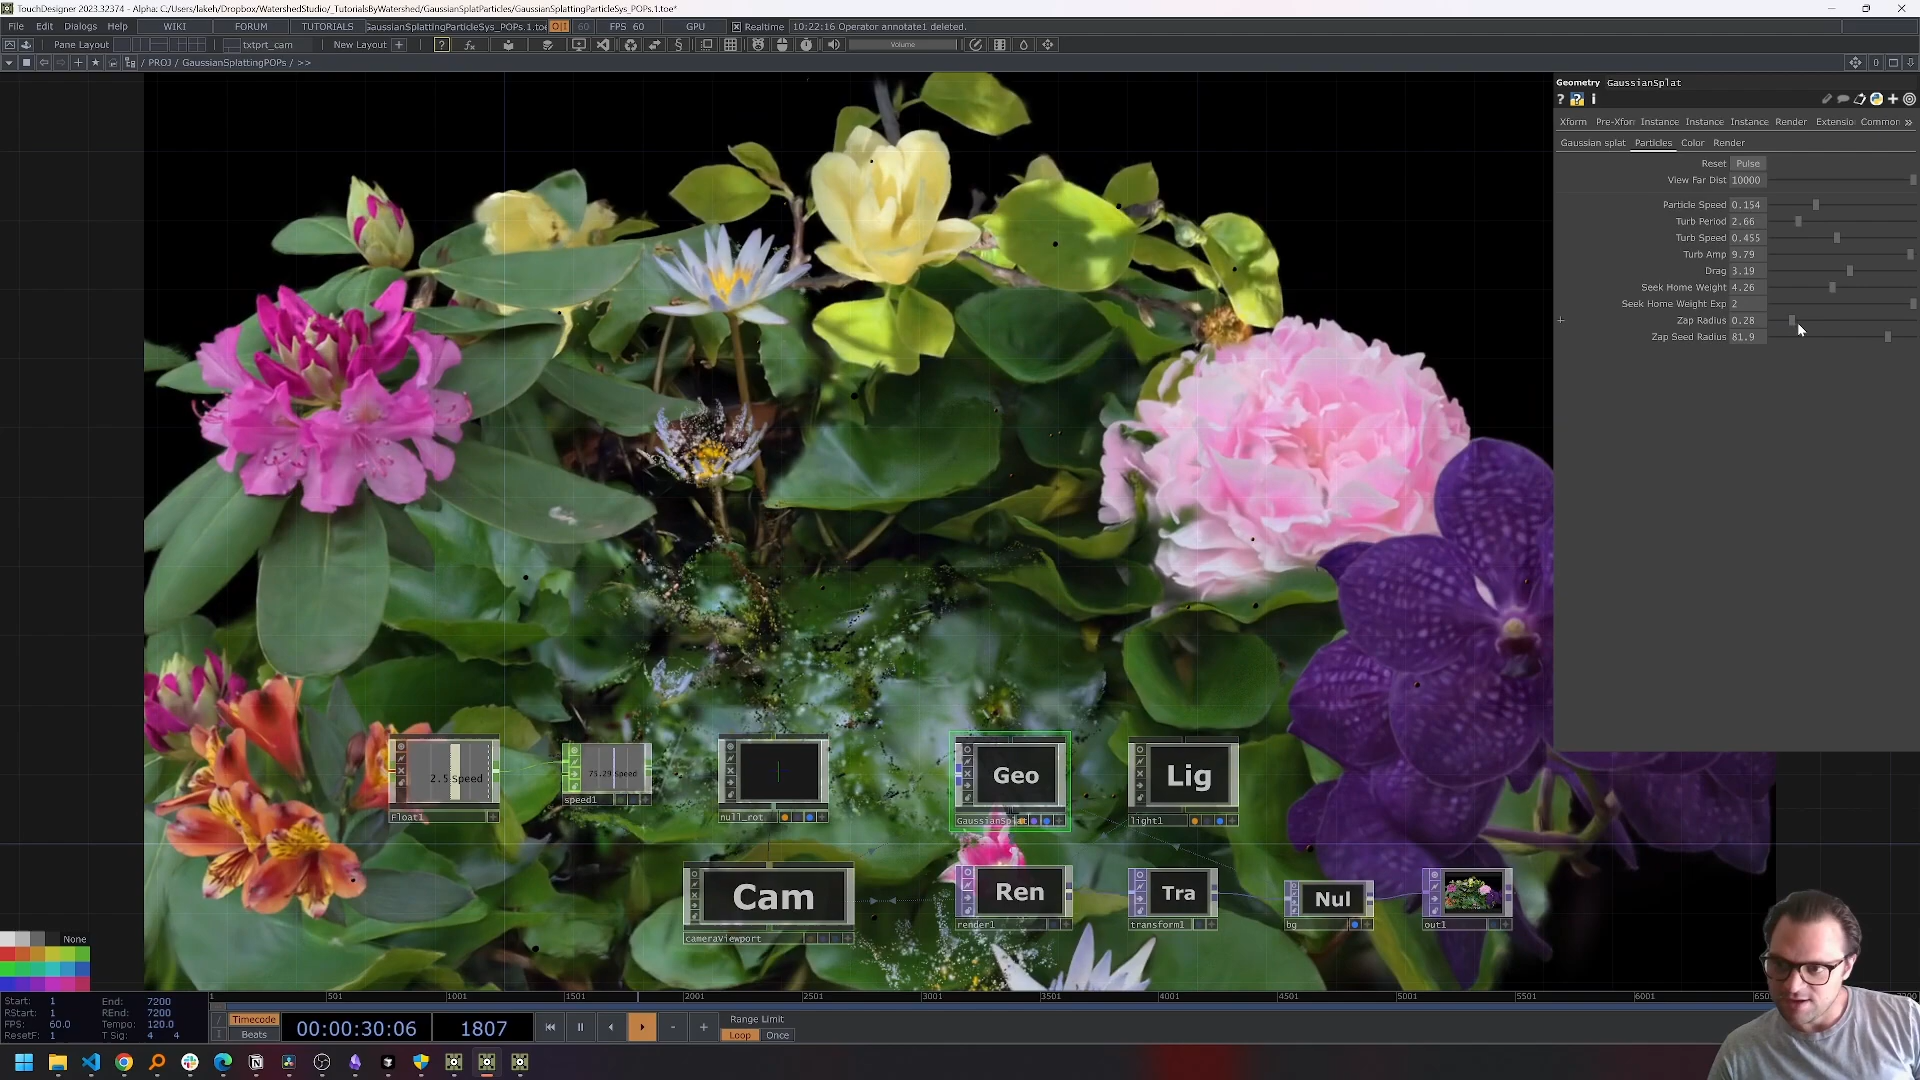 TouchDesigner 2023.32374 - Alpha: C:/Users/lakeh/Dropbox/WatershedStudio/_TutorialsByWatershed/GaussianSplatParticles/GaussianSplattingParticleSys_POPs.1.toe*
File Edit Dialogs Help WIKI FORUM TUTORIALS GaussianSplattingParticleSys_POPs.1.toe O|I 60 FPS 60 GPU Realtime 10:22:16 Operator annotate1 deleted.
Pane Layout txtprt_cam New Layout + Volume
/ PROJ / GaussianSplattingPOPs / >>
Geometry GaussianSplat
Xform Pre-Xfor Instance Instance Instance Render Extensio Common
Gaussian splat Particles Color Render
Reset Pulse
View Far Dist 10000
Particle Speed 0.154
Turb Period 2.66
Turb Speed 0.455
Turb Amp 9.79
Drag 3.19
Seek Home Weight 4.26
Seek Home Weight Exp 2
Zap Radius 0.28
Zap Seed Radius 81.9
2.5 Speed
Float1
Speed
speed1
null_rot
Geo
GaussianSplat
Lig
light1
Cam
cameraViewport
Ren
render1
Tra
transform1
Nul
bg
out1
None
1 501 1001 1501 2001 2501 3001 3501 4001 4501 5001 5501 6001
Start: 1 End: 7200
RStart: 1 REnd: 7200
FPS: 60.0 Tempo: 120.0
ResetF: 1 T Sig: 4 4
Timecode
Beats
00:00:30:06 1807
Range Limit
Loop Once